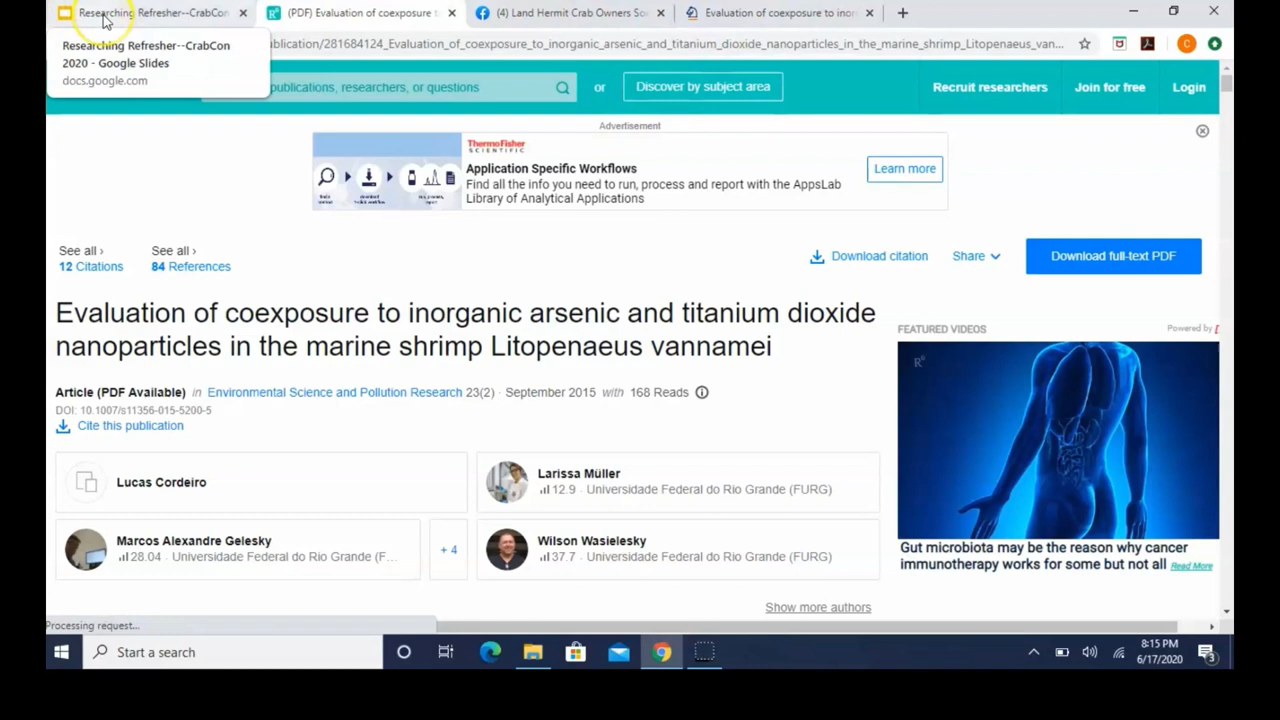 Researching Refresher--CrabCon
(PDF) Evaluation of coexposure t
(4) Land Hermit Crab Owners So
Evaluation of coexposure to inor
Researching Refresher--CrabCon
2020 - Google Slides
docs.google.com
ublication/281684124_Evaluation_of_coexposure_to_inorganic_arsenic_and_titanium_dioxide_nanoparticles_in_the_marine_shrimp_Litopenaeus_van...
publications, researchers, or questions
or
Discover by subject area
Recruit researchers
Join for free
Login
Advertisement
ThermoFisher
SCIENTIFIC
Application Specific Workflows
Find all the info you need to run, process and report with the AppsLab
Library of Analytical Applications
Learn more
See all ›
12 Citations
See all ›
84 References
Download citation
Share
Download full-text PDF
Evaluation of coexposure to inorganic arsenic and titanium dioxide
nanoparticles in the marine shrimp Litopenaeus vannamei
FEATURED VIDEOS
Powered by
Article (PDF Available) in Environmental Science and Pollution Research 23(2) · September 2015 with 168 Reads
DOI: 10.1007/s11356-015-5200-5
Cite this publication
Lucas Cordeiro
Larissa Müller
12.9 · Universidade Federal do Rio Grande (FURG)
Marcos Alexandre Gelesky
28.04 · Universidade Federal do Rio Grande (F...
+ 4
Wilson Wasielesky
37.7 · Universidade Federal do Rio Grande (FURG)
Gut microbiota may be the reason why cancer
immunotherapy works for some but not all Read More
Show more authors
Processing request...
Start a search
8:15 PM
6/17/2020
3